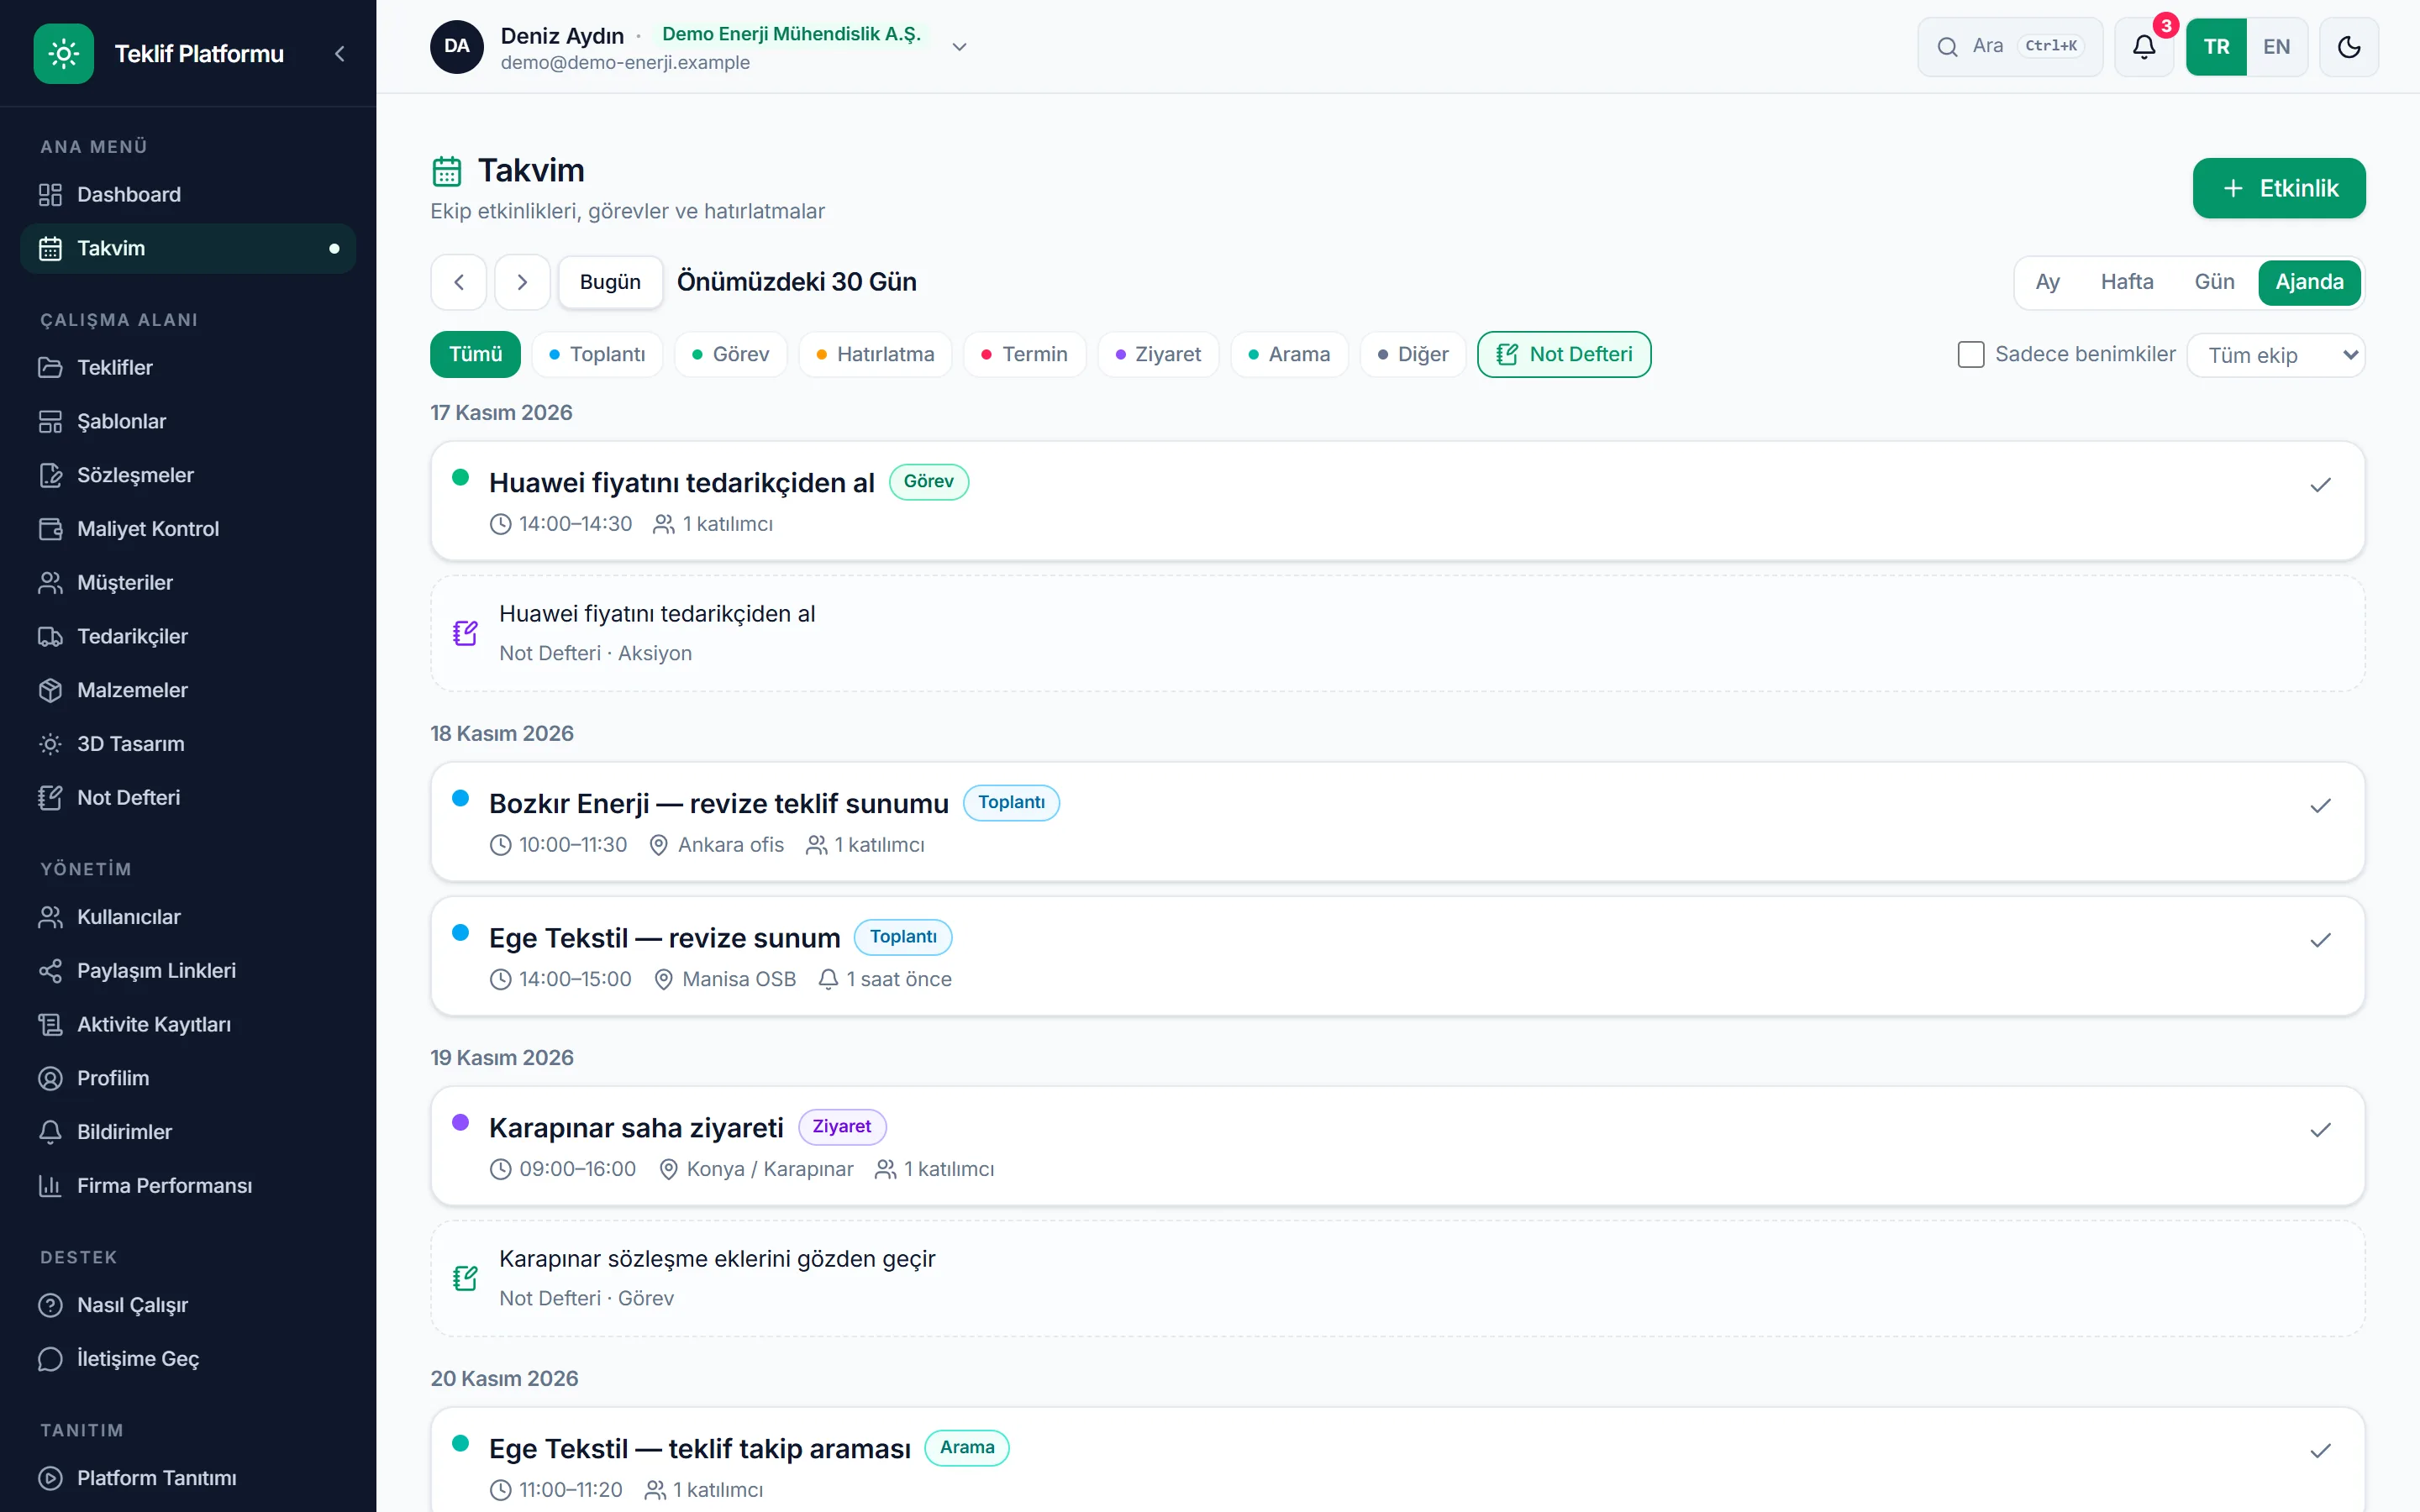 Teklif Platformu
ANA MENÜ
Dashboard
Takvim
ÇALIŞMA ALANI
Teklifler
Şablonlar
Sözleşmeler
Maliyet Kontrol
Müşteriler
Tedarikçiler
Malzemeler
3D Tasarım
Not Defteri
YÖNETİM
Kullanıcılar
Paylaşım Linkleri
Aktivite Kayıtları
Profilim
Bildirimler
Firma Performansı
DESTEK
Nasıl Çalışır
İletişime Geç
TANITIM
Platform Tanıtımı
DA
Deniz Aydın · Demo Enerji Mühendislik A.Ş.
demo@demo-enerji.example
Ara Ctrl+K
3
TR EN
Takvim
Ekip etkinlikleri, görevler ve hatırlatmalar
+ Etkinlik
Bugün Önümüzdeki 30 Gün
Ay Hafta Gün Ajanda
Tümü Toplantı Görev Hatırlatma Termin Ziyaret Arama Diğer Not Defteri
Sadece benimkiler Tüm ekip
17 Kasım 2026
Huawei fiyatını tedarikçiden al Görev
14:00–14:30 1 katılımcı
Huawei fiyatını tedarikçiden al
Not Defteri · Aksiyon
18 Kasım 2026
Bozkır Enerji — revize teklif sunumu Toplantı
10:00–11:30 Ankara ofis 1 katılımcı
Ege Tekstil — revize sunum Toplantı
14:00–15:00 Manisa OSB 1 saat önce
19 Kasım 2026
Karapınar saha ziyareti Ziyaret
09:00–16:00 Konya / Karapınar 1 katılımcı
Karapınar sözleşme eklerini gözden geçir
Not Defteri · Görev
20 Kasım 2026
Ege Tekstil — teklif takip araması Arama
11:00–11:20 1 katılımcı